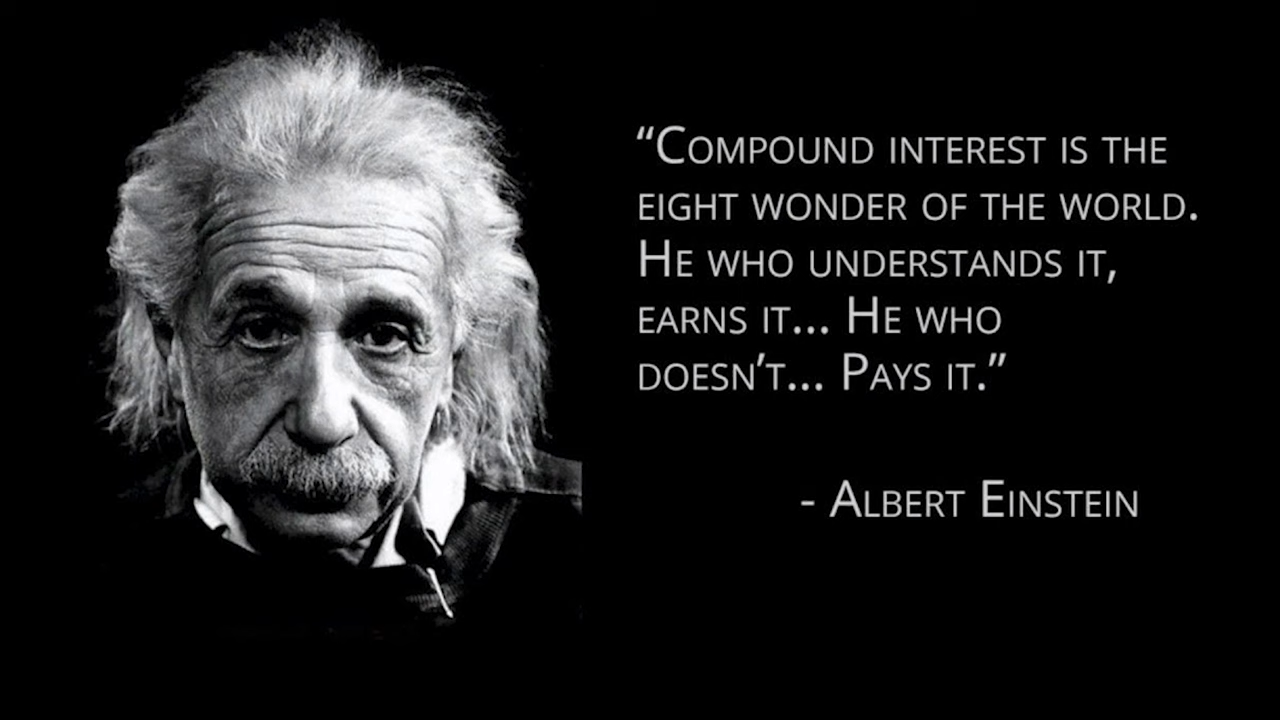 “Compound interest is the
eight wonder of the world.
He who understands it,
earns it... He who
doesn’t... Pays it.”
- Albert Einstein